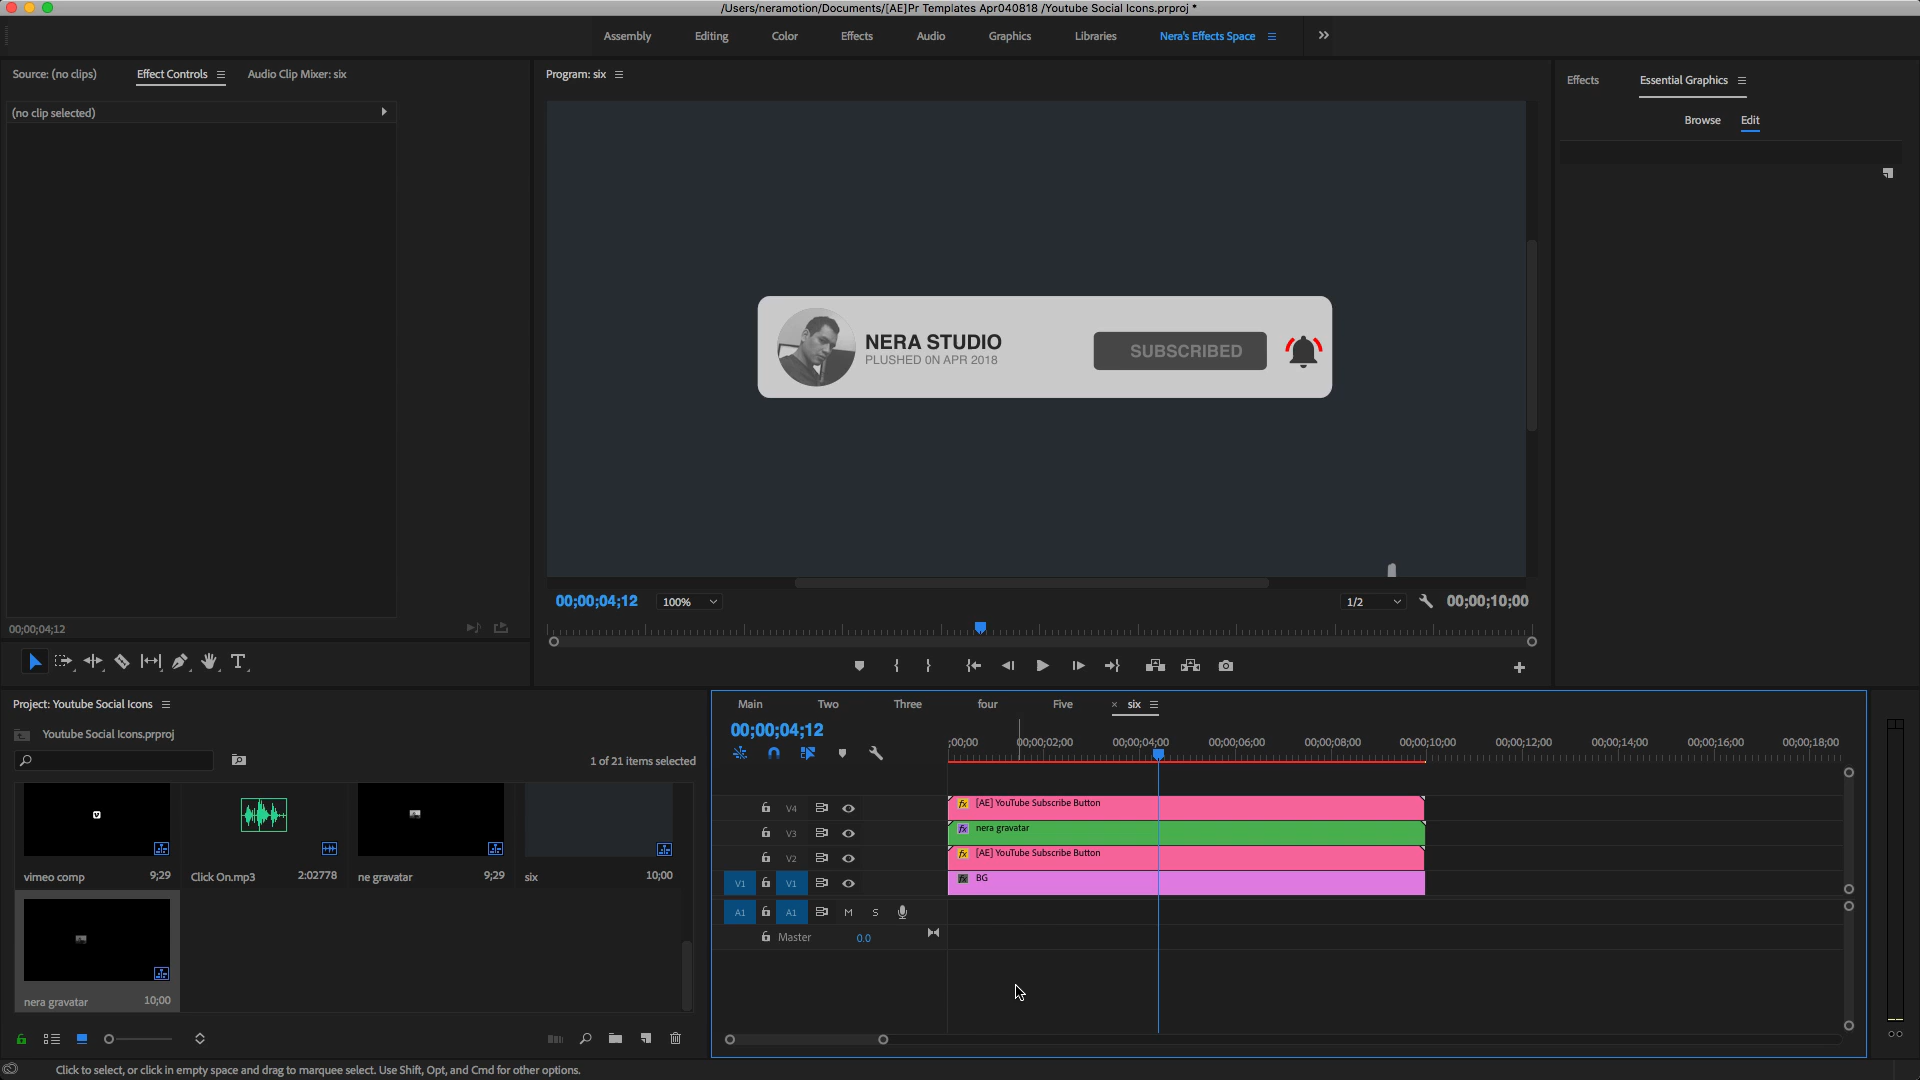 /Users/neramotion/Documents/[AE]Pr Templates Apr040818 /Youtube Social Icons.prproj *
Assembly Editing Color Effects Audio Graphics Libraries Nera's Effects Space
Source: (no clips) Effect Controls Audio Clip Mixer: six
Program: six
Effects Essential Graphics
(no clip selected)
Browse Edit
NERA STUDIO
PLUSHED 0N APR 2018
SUBSCRIBED
00;00;04;12 100% 1/2 00;00;10;00
00;00;04;12
Project: Youtube Social Icons
Main Two Three four Five × six
Youtube Social Icons.prproj
00;00;04;12
;00;00 00;00;02;00 00;00;04;00 00;00;06;00 00;00;08;00 00;00;10;00 00;00;12;00 00;00;14;00 00;00;16;00 00;00;18;00
1 of 21 items selected
V4 fx [AE] YouTube Subscribe Button
V3 fx nera gravatar
V2 fx [AE] YouTube Subscribe Button
V1 V1 fx BG
A1 A1 M S
Master 0.0
vimeo comp 9;29
Click On.mp3 2:02778
ne gravatar 9;29
six 10;00
nera gravatar 10;00
Click to select, or click in empty space and drag to marquee select. Use Shift, Opt, and Cmd for other options.